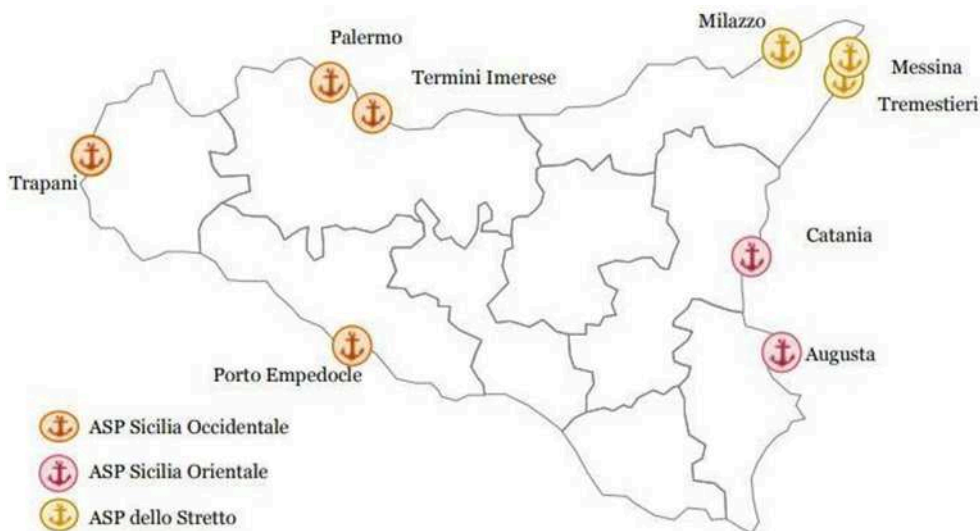 Milazzo
Palermo
Messina
Termini Imerese
Tremestieri
Trapani
Catania
Augusta
Porto Empedocle
ASP Sicilia Occidentale
ASP Sicilia Orientale
ASP dello Stretto